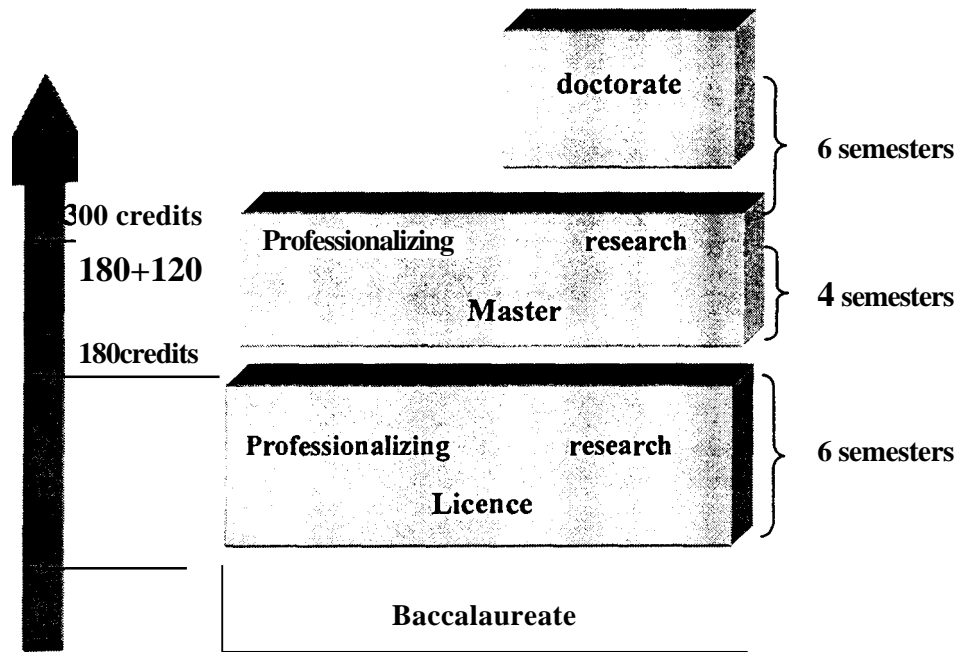 doctorate
6 semesters
300 credits
Professionalizing research
180+120
4 semesters
Master
180credits
Professionalizing research
6 semesters
Licence
Baccalaureate